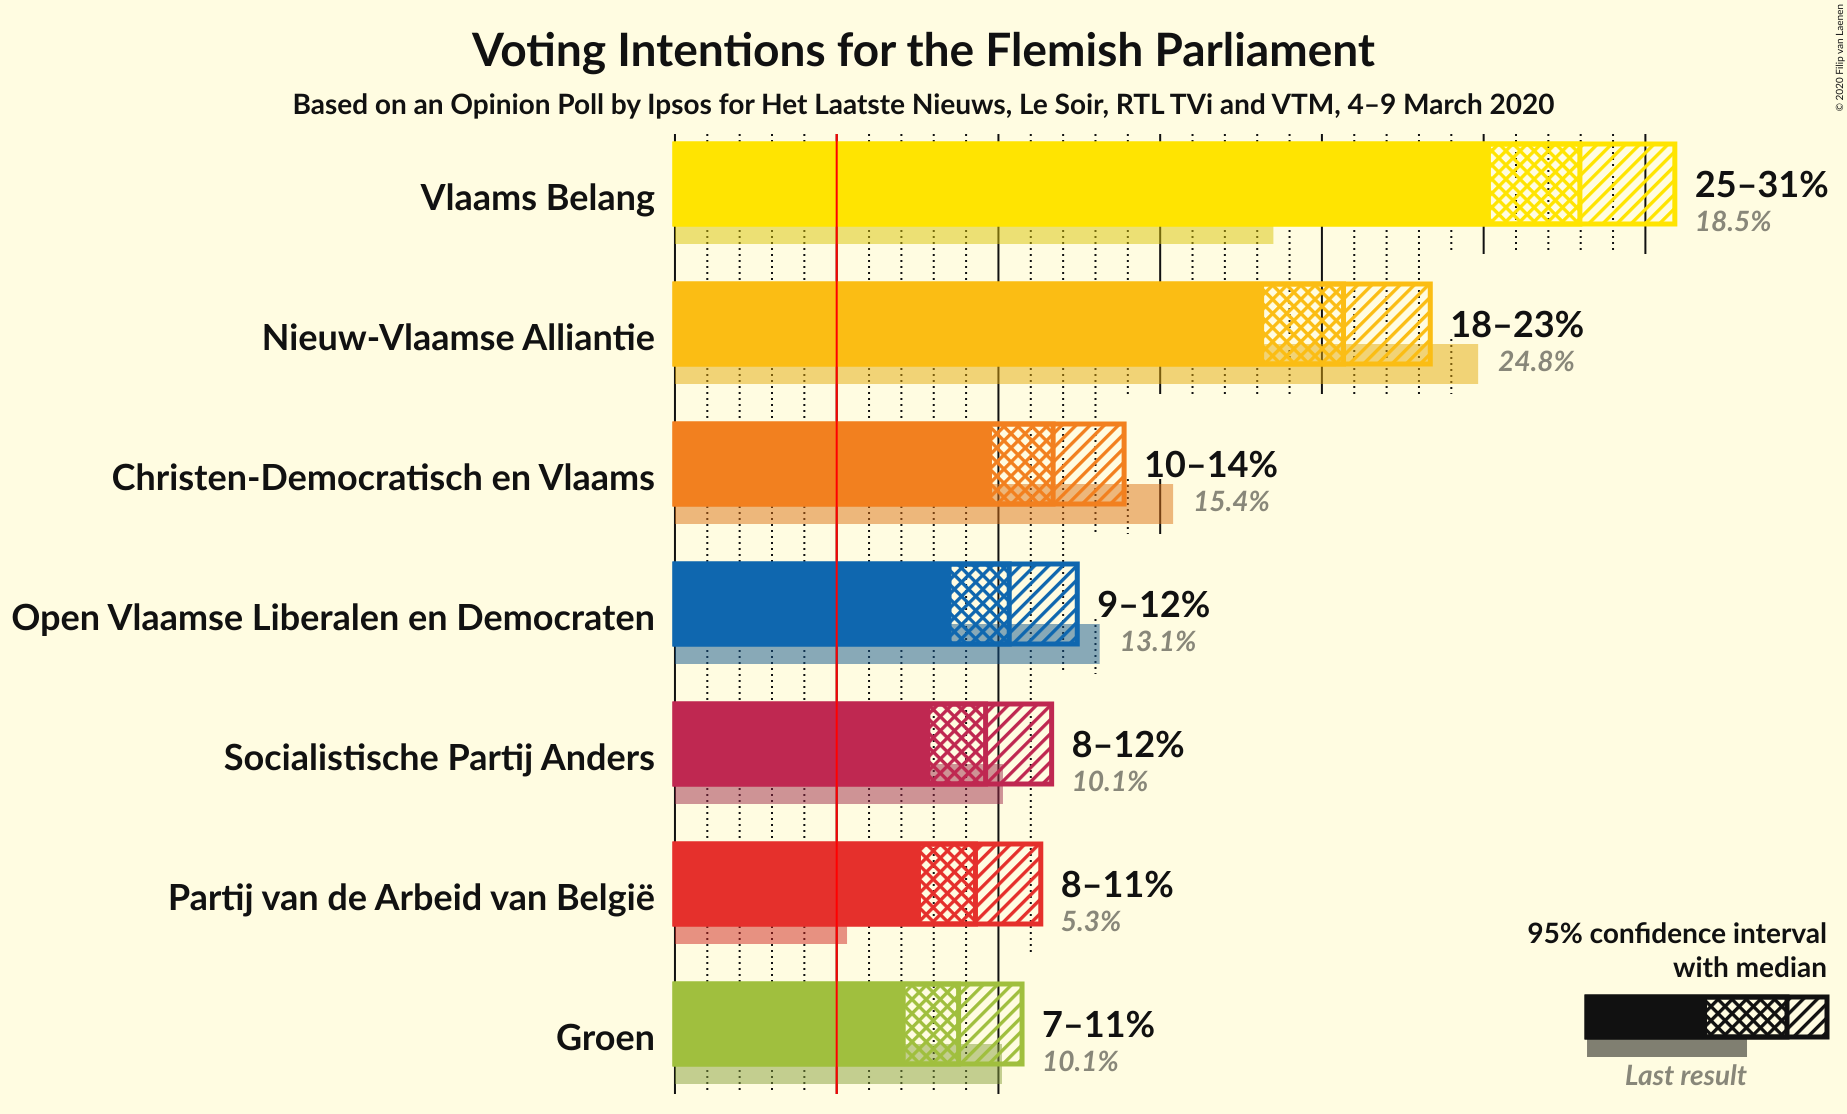 Voting Intentions for the Flemish Parliament
Based on an Opinion Poll by Ipsos for Het Laatste Nieuws, Le Soir, RTL TVi and VTM, 4–9 March 2020
© 2020 Filip van Laenen
Vlaams Belang
25–31%
18.5%
Nieuw-Vlaamse Alliantie
18–23%
24.8%
Christen-Democratisch en Vlaams
10–14%
15.4%
Open Vlaamse Liberalen en Democraten
9–12%
13.1%
Socialistische Partij Anders
8–12%
10.1%
Partij van de Arbeid van België
8–11%
5.3%
Groen
7–11%
10.1%
95% confidence interval
with median
Last result